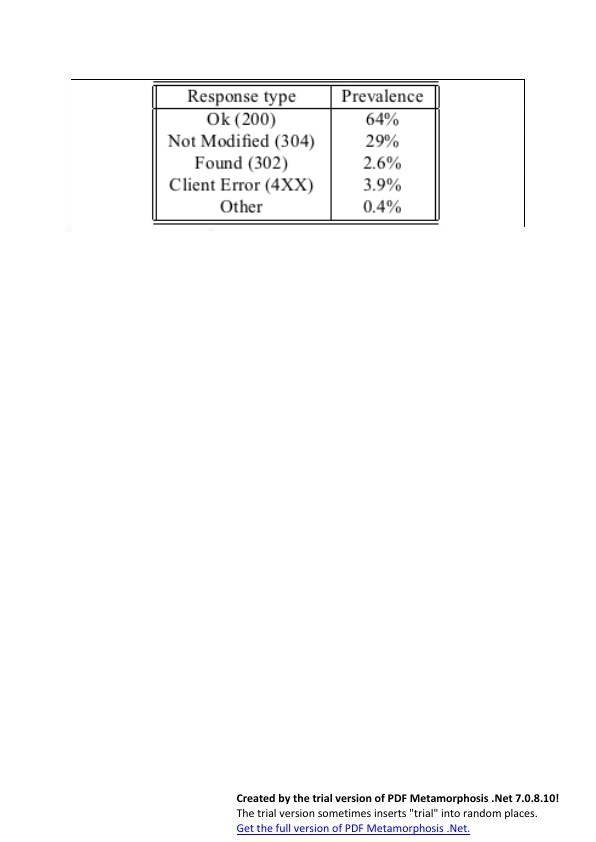 Response type Prevalence
Ok (200) 64%
Not Modified (304) 29%
Found (302) 2.6%
Client Error (4XX) 3.9%
Other 0.4%
Created by the trial version of PDF Metamorphosis .Net 7.0.8.10!
The trial version sometimes inserts "trial" into random places.
Get the full version of PDF Metamorphosis .Net.